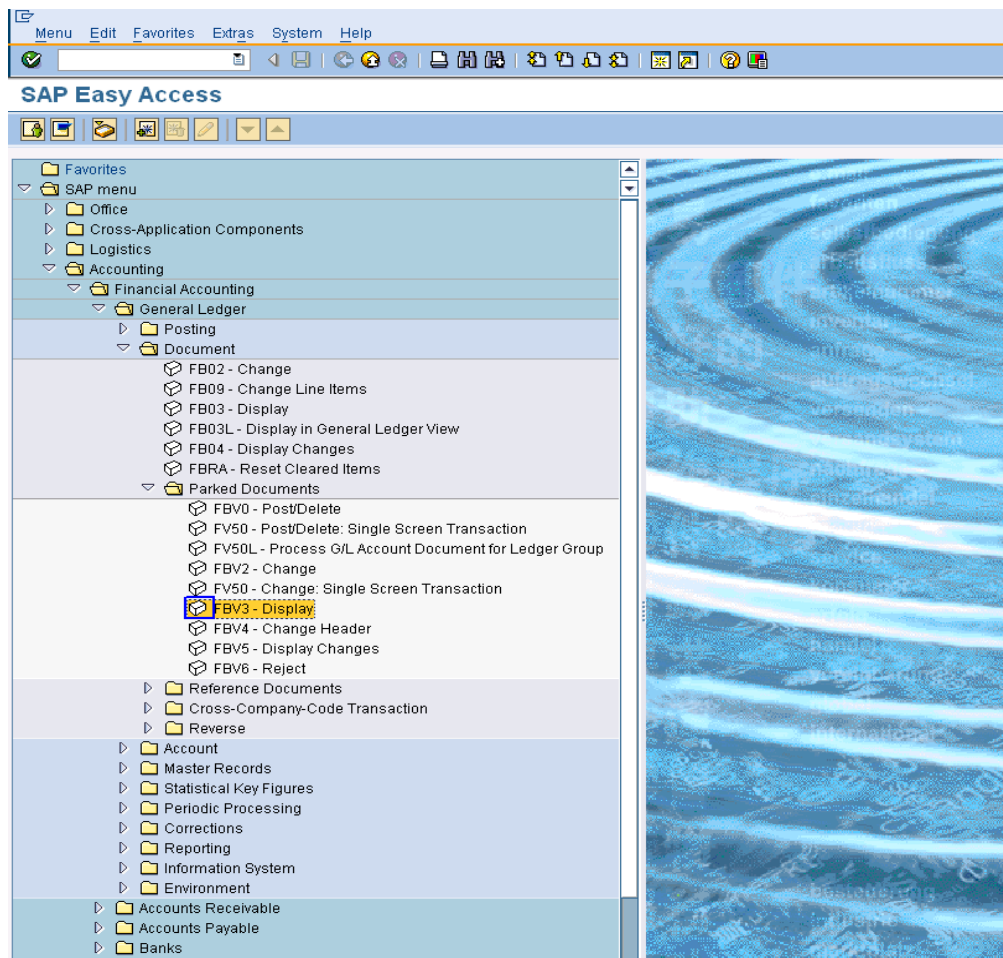 Menu Edit Favorites Extras System Help
SAP Easy Access
Favorites
SAP menu
Office
Cross-Application Components
Logistics
Accounting
Financial Accounting
General Ledger
Posting
Document
FB02 - Change
FB09 - Change Line Items
FB03 - Display
FB03L - Display in General Ledger View
FB04 - Display Changes
FBRA - Reset Cleared Items
Parked Documents
FBV0 - Post/Delete
FV50 - Post/Delete: Single Screen Transaction
FV50L - Process G/L Account Document for Ledger Group
FBV2 - Change
FV50 - Change: Single Screen Transaction
FBV3 - Display
FBV4 - Change Header
FBV5 - Display Changes
FBV6 - Reject
Reference Documents
Cross-Company-Code Transaction
Reverse
Account
Master Records
Statistical Key Figures
Periodic Processing
Corrections
Reporting
Information System
Environment
Accounts Receivable
Accounts Payable
Banks